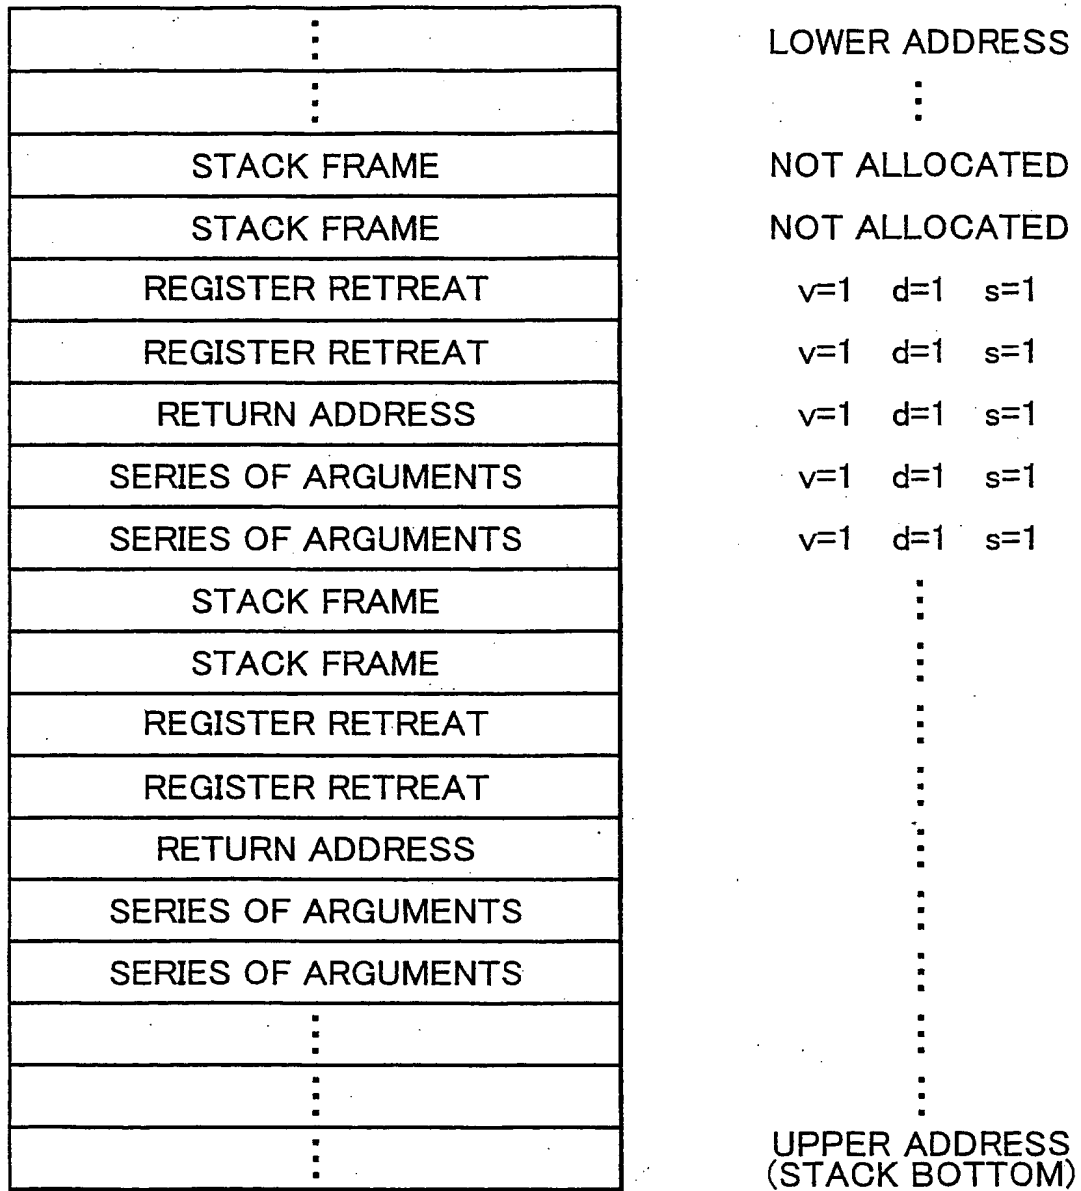 ⋮ LOWER ADDRESS
⋮ ⋮
STACK FRAME NOT ALLOCATED
STACK FRAME NOT ALLOCATED
REGISTER RETREAT v=1 d=1 s=1
REGISTER RETREAT v=1 d=1 s=1
RETURN ADDRESS v=1 d=1 s=1
SERIES OF ARGUMENTS v=1 d=1 s=1
SERIES OF ARGUMENTS v=1 d=1 s=1
STACK FRAME ⋮
STACK FRAME ⋮
REGISTER RETREAT ⋮
REGISTER RETREAT ⋮
RETURN ADDRESS ⋮
SERIES OF ARGUMENTS ⋮
SERIES OF ARGUMENTS ⋮
⋮ ⋮
⋮ ⋮
⋮ UPPER ADDRESS
(STACK BOTTOM)